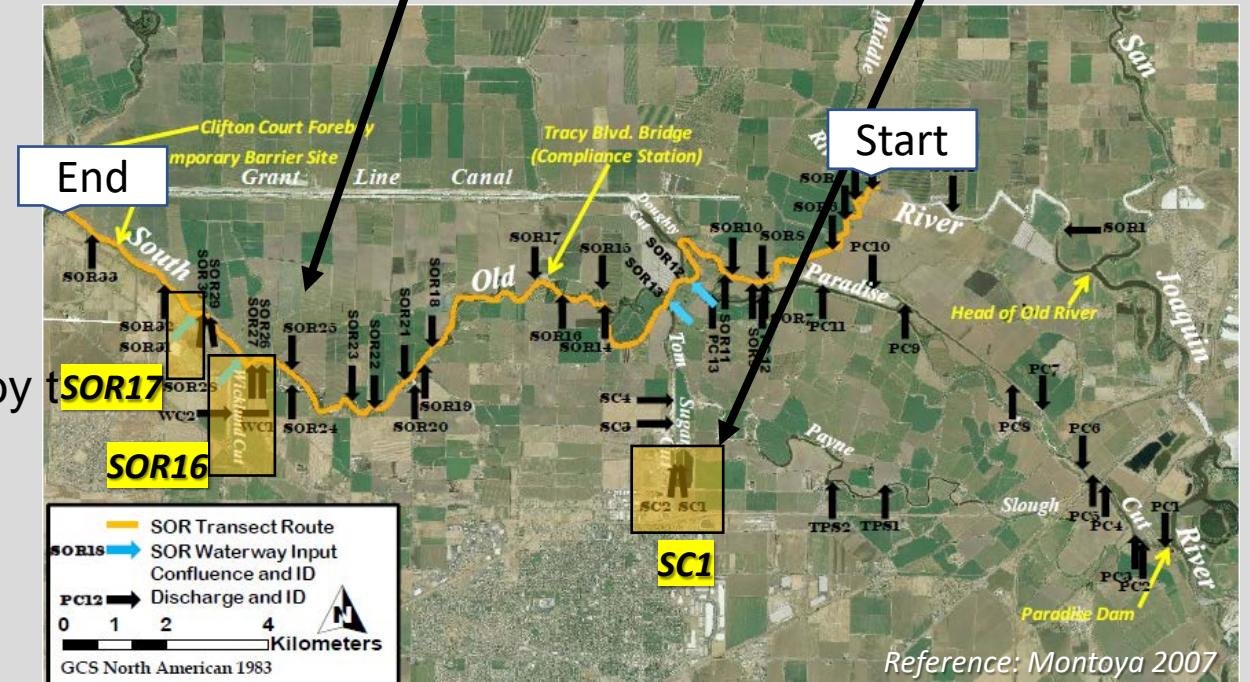 San
Middle
Clifton Court Forebay
Tracy Blvd. Bridge
mporary Barrier Site
(Compliance Station)
Start
End
Grant Line Canal
River
SOR1
South
SOR33
SOR17
SOR15
SOR10
SOR8
PC10
Doughty
Cut
SOR12
SOR13
Old
Paradise
Joaquin
Head of Old River
SOR18
SOR29
SOR32
SOR31
SOR26
SOR27
SOR25
SOR23
SOR22
SOR21
SOR16
SOR14
Tom
PC13
SOR11
PC11
PC9
by t
SOR17
SOR28
WC2
WC1
Wicklund Cut
SOR24
SOR19
SOR20
SC4
SC3
Sugar
Payne
PC7
PC8
PC6
SOR16
SC2 SC1
SC1
TPS2
TPS1
Slough
PC5
PC4
Cut
PC1
River
PC3
PC2
Paradise Dam
SOR Transect Route
SOR18 SOR Waterway Input
Confluence and ID
PC12 Discharge and ID
N
0 1 2 4
Kilometers
GCS North American 1983
Reference: Montoya 2007